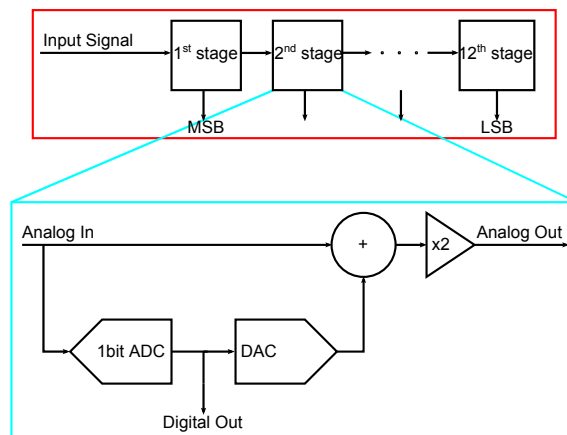 Input Signal
1st stage
2nd stage
. . .
12th stage
MSB
LSB
Analog In
+
x2
Analog Out
1bit ADC
DAC
Digital Out